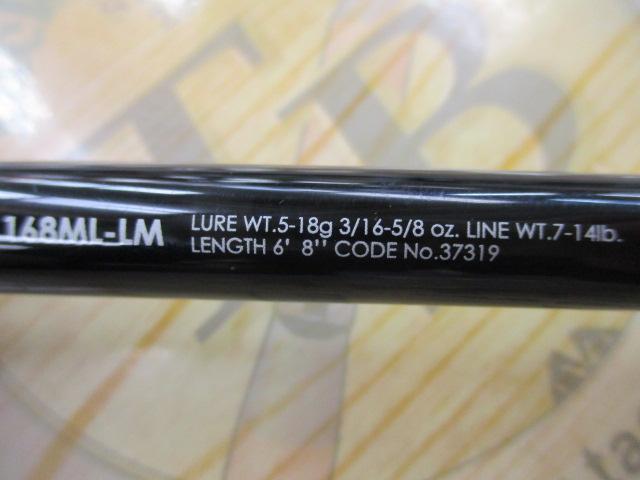 168ML-LM
LURE WT.5-18g 3/16-5/8 oz. LINE WT.7-14lb.
LENGTH 6' 8'' CODE No.37319
TB